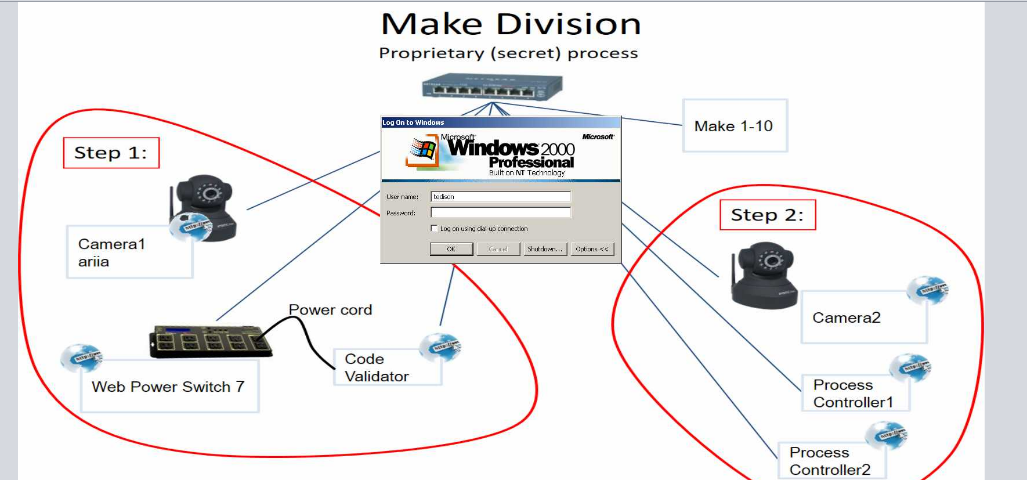 Make Division
Proprietary (secret) process
Make 1-10
Log On to Windows
Microsoft
Microsoft
Windows 2000
Professional
Built on NT Technology
User name:
tedison
Password:
Log on using dial-up connection
OK
Cancel
Shutdown...
Options <<
Step 1:
Camera1
ariia
Power cord
Web Power Switch 7
Code
Validator
Step 2:
Camera2
Process
Controller1
Process
Controller2